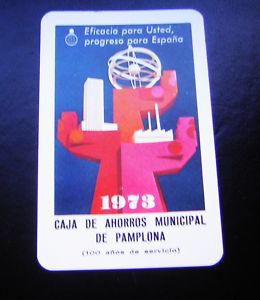 Eficacia para Usted,
progreso para España
1973
CAJA DE AHORROS MUNICIPAL
DE PAMPLONA
(100 años de servicio)